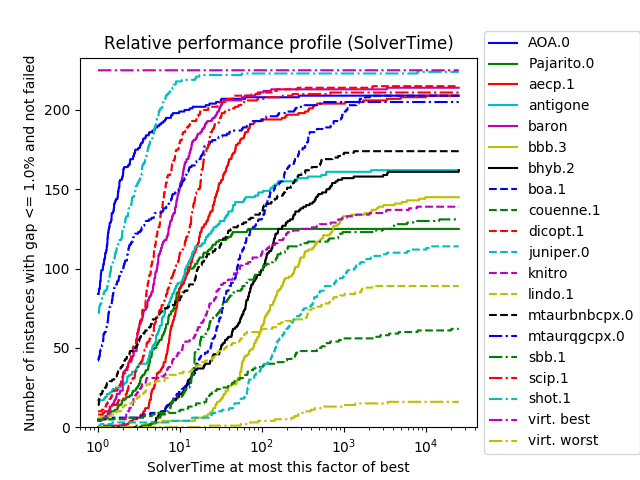 Relative performance profile (SolverTime)
Number of instances with gap <= 1.0% and not failed
200
150
100
50
0
10^0
10^1
10^2
10^3
10^4
SolverTime at most this factor of best
AOA.0
Pajarito.0
aecp.1
antigone
baron
bbb.3
bhyb.2
boa.1
couenne.1
dicopt.1
juniper.0
knitro
lindo.1
mtaurbnbcpx.0
mtaurqgcpx.0
sbb.1
scip.1
shot.1
virt. best
virt. worst